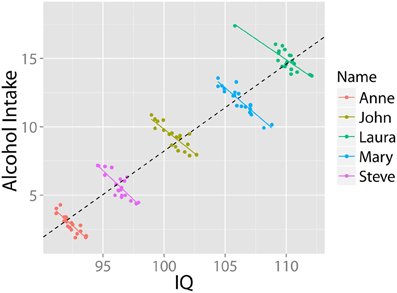 15
10
5
Alcohol Intake
95
100
105
110
IQ
Name
Anne
John
Laura
Mary
Steve